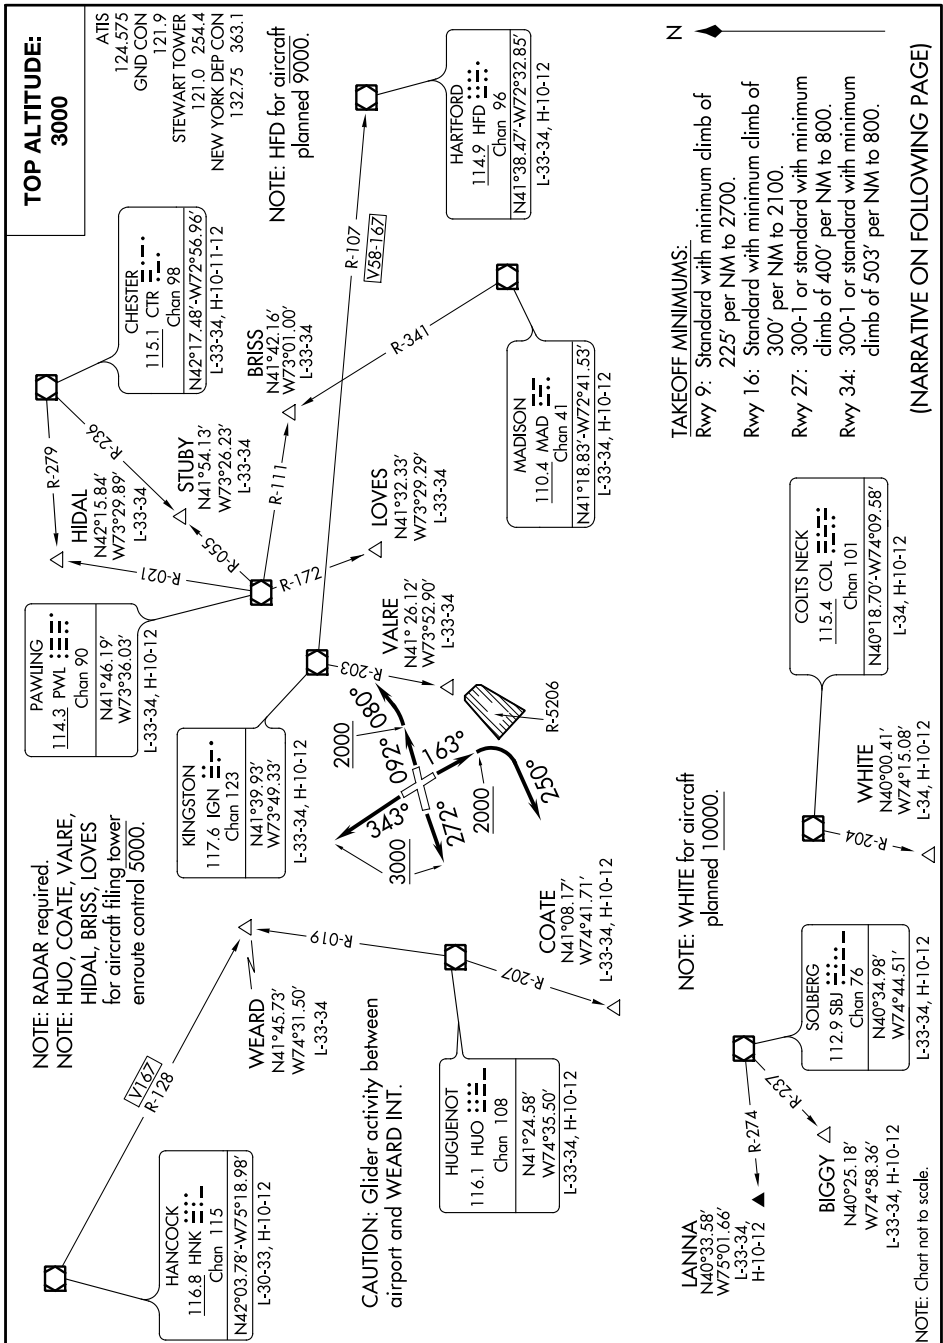 TOP ALTITUDE:
3000
ATIS
124.575
GND CON
121.9
STEWART TOWER
121.0 254.4
NEW YORK DEP CON
132.75 363.1
NOTE: RADAR required.
NOTE: HUO, COATE, VALRE,
HIDAL, BRISS, LOVES
for aircraft filing tower
enroute control 5000.
NOTE: HFD for aircraft
planned 9000.
HANCOCK
116.8 HNK
Chan 115
N42°03.78'-W75°18.98'
L-30-33, H-10-12
V167
R-128
WEARD
N41°45.73'
W74°31.50'
L-33-34
R-019
CAUTION: Glider activity between
airport and WEARD INT.
HUGUENOT
116.1 HUO
Chan 108
N41°24.58'
W74°35.50'
L-33-34, H-10-12
R-207
COATE
N41°08.17'
W74°41.71'
L-33-34, H-10-12
PAWLING
114.3 PWL
Chan 90
N41°46.19'
W73°36.03'
L-33-34, H-10-12
R-021
R-055
R-111
R-172
KINGSTON
117.6 IGN
Chan 123
N41°39.93'
W73°49.33'
L-33-34, H-10-12
R-203
R-107
V58-167
343°
3000
272°
092°
2000
080°
163°
2000
250°
R-5206
VALRE
N41°26.12'
W73°52.90'
L-33-34
LOVES
N41°32.33'
W73°29.29'
L-33-34
HIDAL
N42°15.84'
W73°29.89'
L-33-34
R-279
R-236
STUBY
N41°54.13'
W73°26.23'
L-33-34
CHESTER
115.1 CTR
Chan 98
N42°17.48'-W72°56.96'
L-33-34, H-10-11-12
BRISS
N41°42.16'
W73°01.00'
L-33-34
R-341
MADISON
110.4 MAD
Chan 41
N41°18.83'-W72°41.53'
L-33-34, H-10-12
HARTFORD
114.9 HFD
Chan 96
N41°38.47'-W72°32.85'
L-33-34, H-10-12
NOTE: WHITE for aircraft
planned 10000.
LANNA
N40°33.58'
W75°01.66'
L-33-34,
H-10-12
R-274
R-237
BIGGY
N40°25.18'
W74°58.36'
L-33-34, H-10-12
SOLBERG
112.9 SBJ
Chan 76
N40°34.98'
W74°44.51'
L-33-34, H-10-12
R-204
WHITE
N40°00.41'
W74°15.08'
L-34, H-10-12
COLTS NECK
115.4 COL
Chan 101
N40°18.70'-W74°09.58'
L-34, H-10-12
N
TAKEOFF MINIMUMS:
Rwy 9: Standard with minimum climb of
225' per NM to 2700.
Rwy 16: Standard with minimum climb of
300' per NM to 2100.
Rwy 27: 300-1 or standard with minimum
climb of 400' per NM to 800.
Rwy 34: 300-1 or standard with minimum
climb of 503' per NM to 800.
(NARRATIVE ON FOLLOWING PAGE)
NOTE: Chart not to scale.